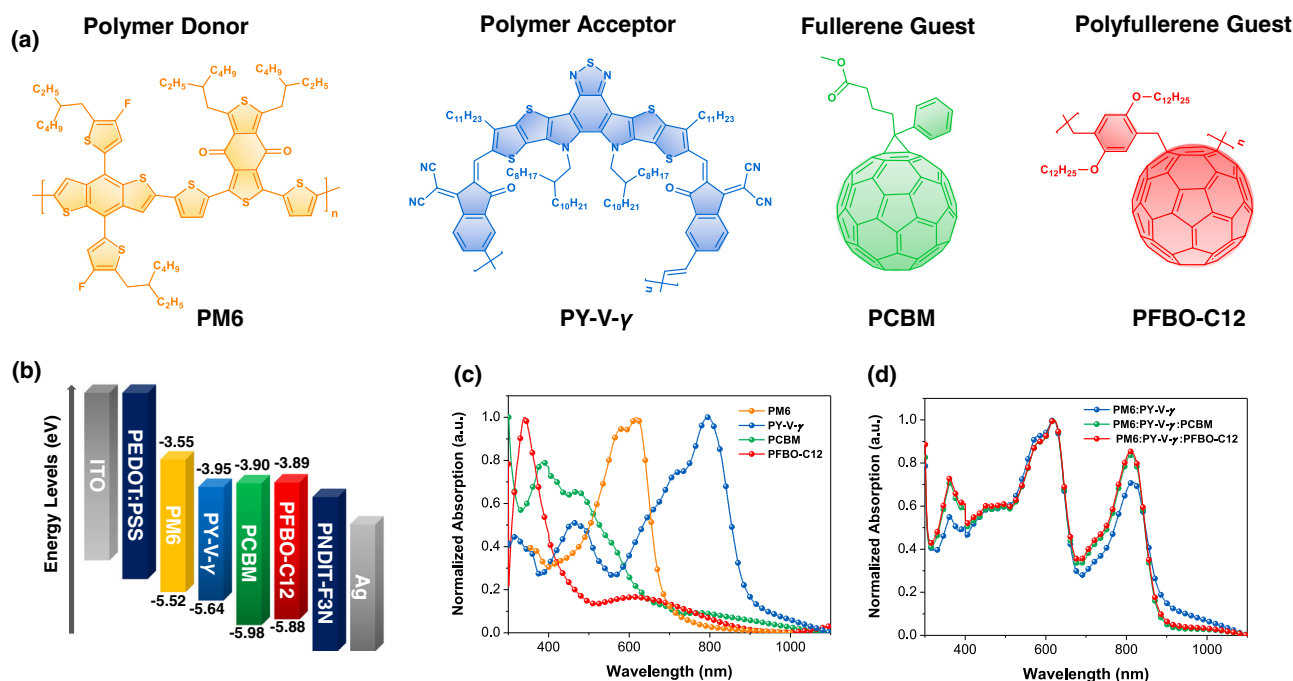 Polymer Donor
Polymer Acceptor
Fullerene Guest
Polyfullerene Guest
(a)
C4H9
C2H5
C4H9
C2H5
C4H9
C2H5
F
S
S
O
O
S
S
S
S
S
S
n
F
C4H9
C2H5
PM6
S
N
N
C11H23
S
S
C11H23
S
N
N
S
NC
CN
O
C8H17
C10H21
C8H17
C10H21
O
CN
CN
n
PY-V-γ
O
O
PCBM
O-C12H25
C12H25-O
n
PFBO-C12
(b)
Energy Levels (eV)
ITO
PEDOT:PSS
-3.55
PM6
-5.52
-3.95
PY-V-γ
-5.64
-3.90
PCBM
-5.98
-3.89
PFBO-C12
-5.88
PNDIT-F3N
Ag
(c)
Normalized Absorption (a.u.)
1.0
0.8
0.6
0.4
0.2
0.0
400 600 800 1000
Wavelength (nm)
PM6
PY-V-γ
PCBM
PFBO-C12
(d)
Normalized Absorption (a.u.)
1.0
0.8
0.6
0.4
0.2
0.0
400 600 800 1000
Wavelength (nm)
PM6:PY-V-γ
PM6:PY-V-γ:PCBM
PM6:PY-V-γ:PFBO-C12